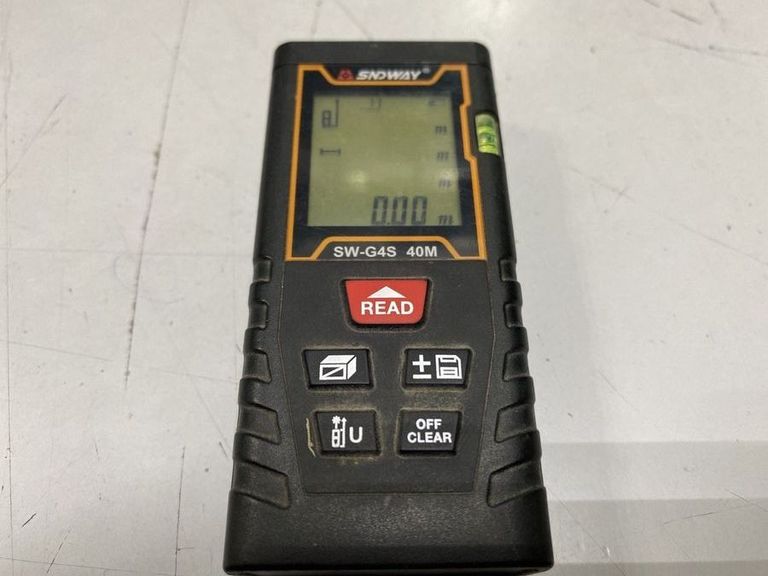 SNDWAY®
m
m
m
0.00 m
SW-G4S 40M
READ
±
U
OFF
CLEAR